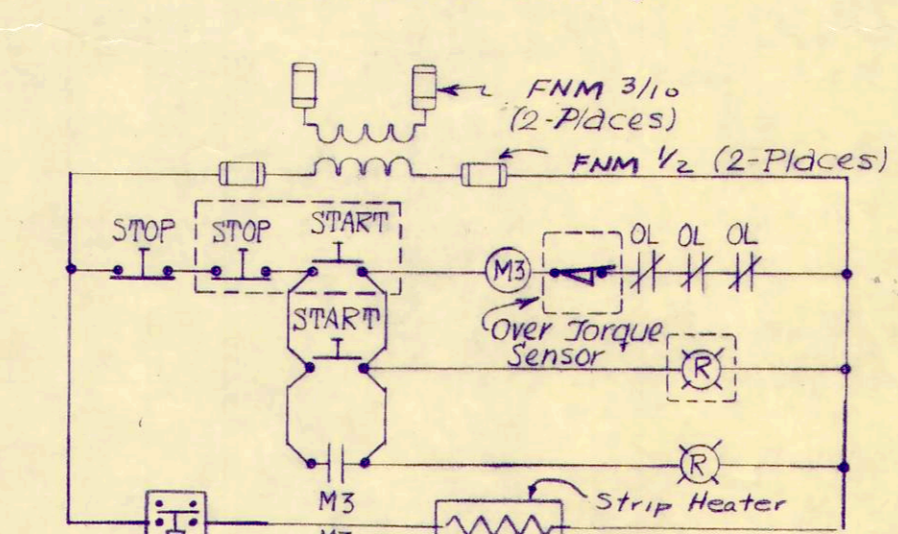 FNM 3/10
(2-Places)
FNM 1/2 (2-Places)
STOP STOP START OL OL OL
M3
START
Over Torque
Sensor
R
R
M3
Strip Heater